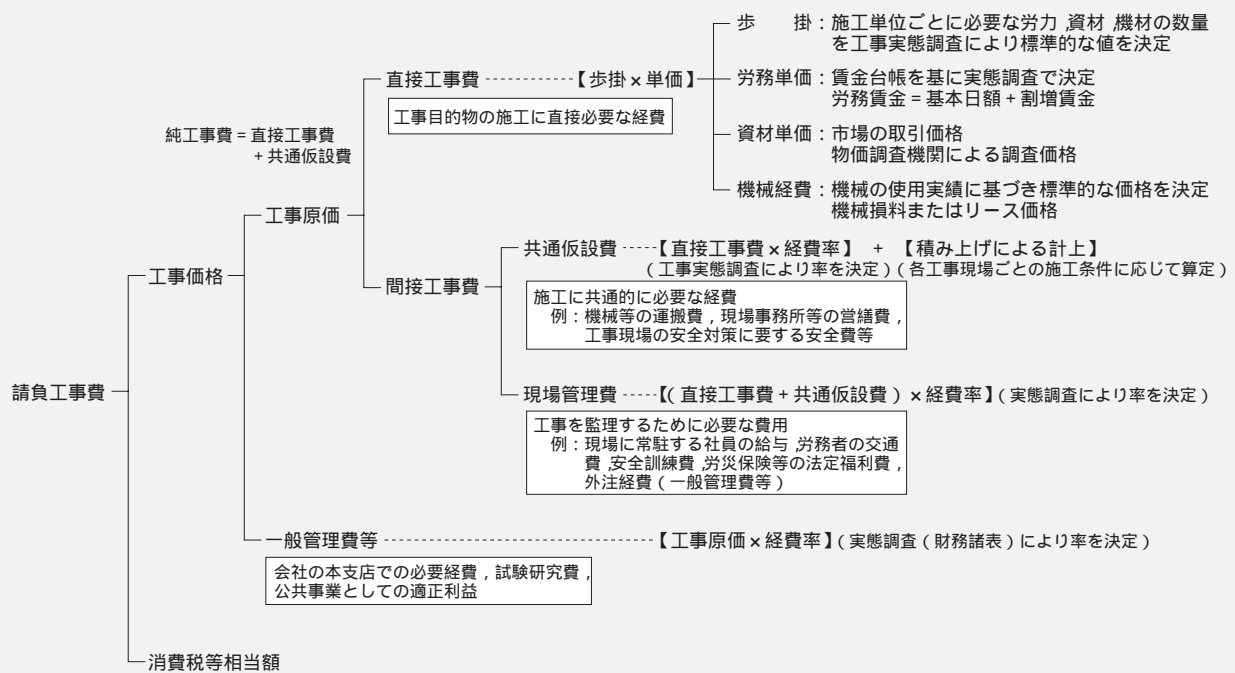 歩　　掛：施工単位ごとに必要な労力,資材,機材の数量
を工事実態調査により標準的な値を決定
直接工事費 【歩掛×単価】
労務単価：賃金台帳を基に実態調査で決定
労務賃金＝基本日額＋割増賃金
工事目的物の施工に直接必要な経費
純工事費＝直接工事費
＋共通仮設費
資材単価：市場の取引価格
物価調査機関による調査価格
機械経費：機械の使用実績に基づき標準的な価格を決定
機械損料またはリース価格
工事原価
共通仮設費 【直接工事費×経費率】 ＋ 【積み上げによる計上】
（工事実態調査により率を決定）（各工事現場ごとの施工条件に応じて算定）
工事価格
間接工事費
施工に共通的に必要な経費
例：機械等の運搬費，現場事務所等の営繕費，
工事現場の安全対策に要する安全費等
請負工事費
現場管理費 【（直接工事費＋共通仮設費）×経費率】（実態調査により率を決定）
工事を監理するために必要な費用
例：現場に常駐する社員の給与,労務者の交通
費,安全訓練費,労災保険等の法定福利費，
外注経費（一般管理費等）
一般管理費等 【工事原価×経費率】（実態調査（財務諸表）により率を決定）
会社の本支店での必要経費，試験研究費，
公共事業としての適正利益
消費税等相当額